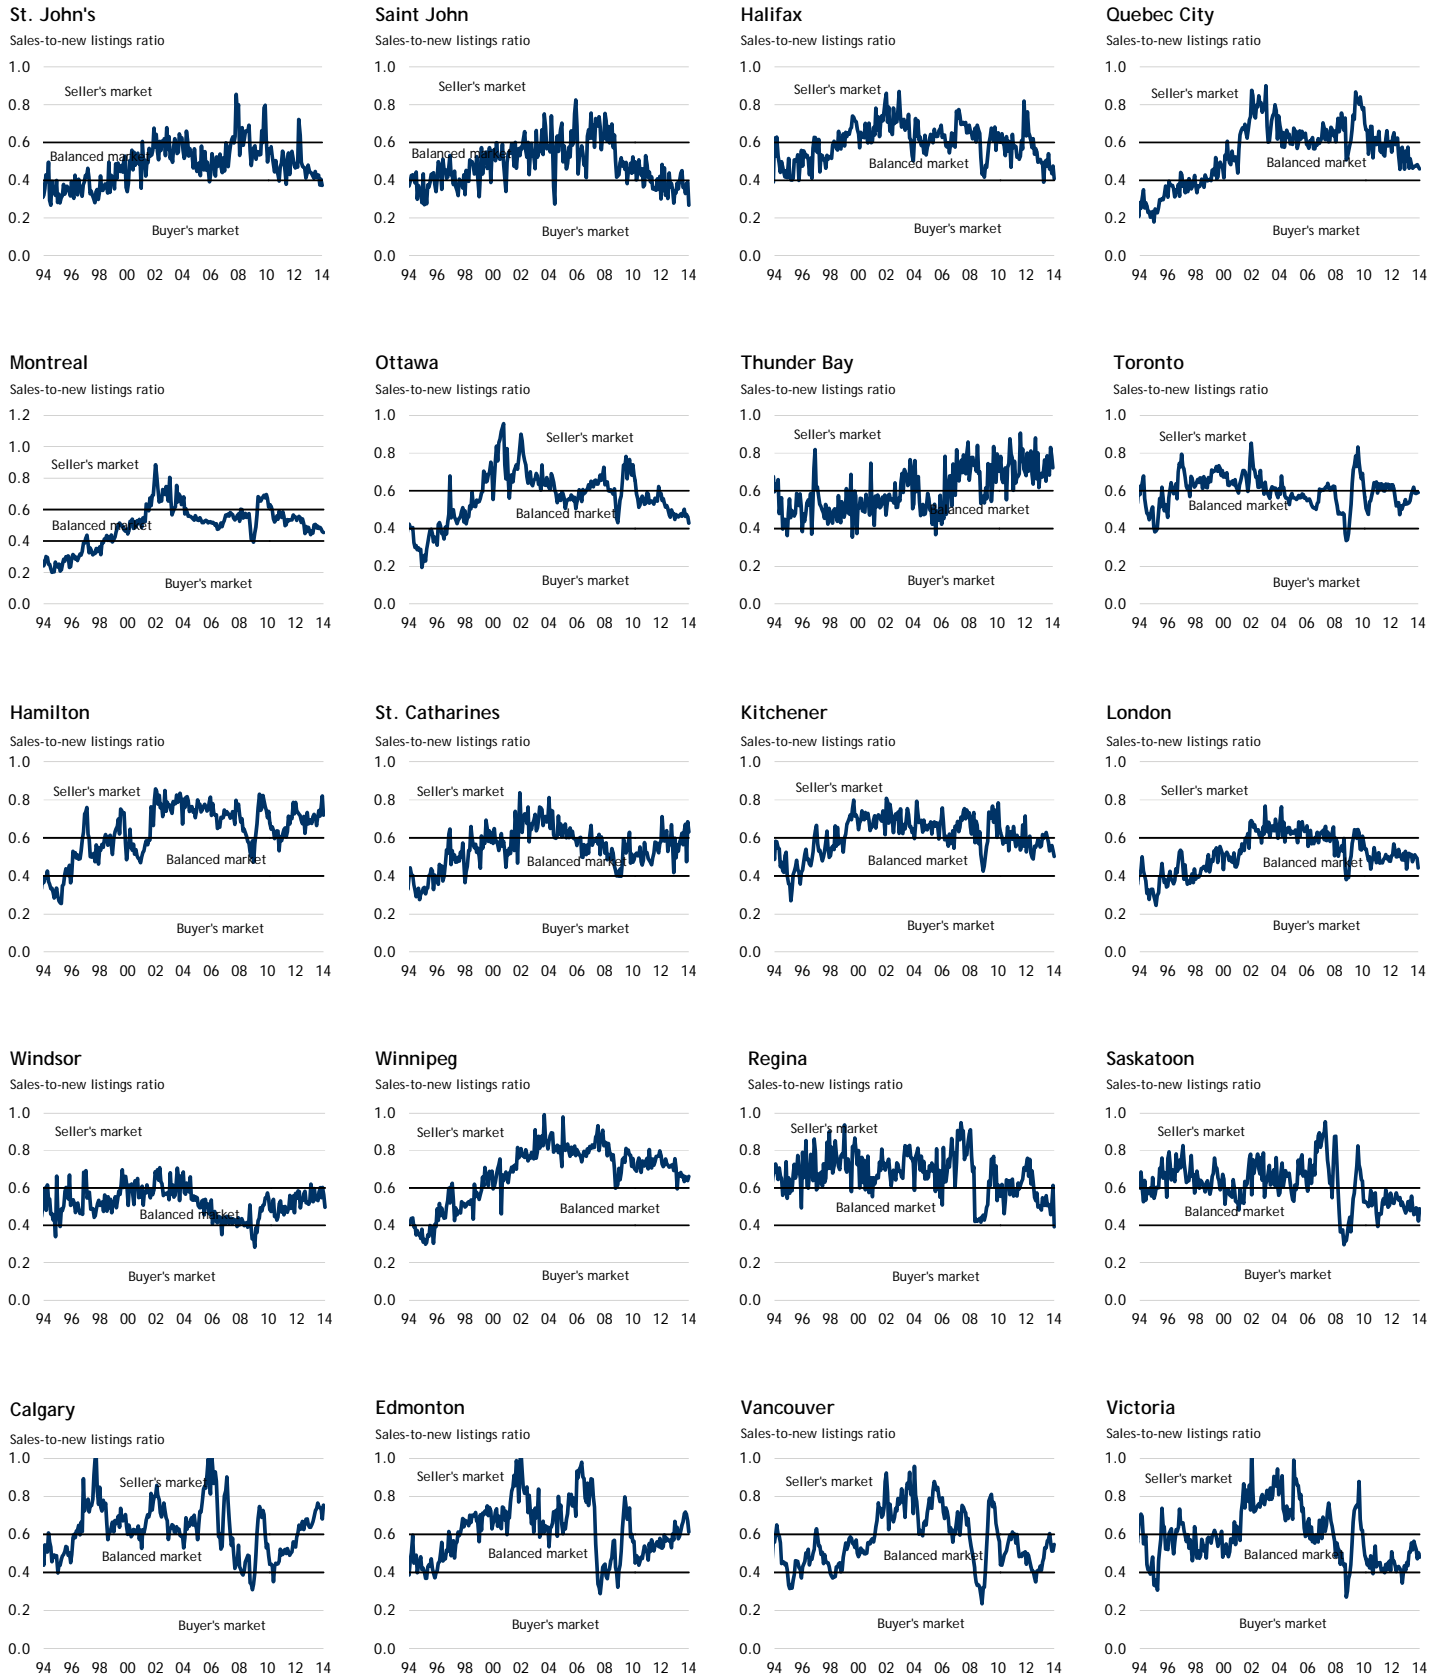 St. John's
Sales-to-new listings ratio
1.0
Seller's market
0.8
0.6
Balanced market
0.4
0.2
Buyer's market
0.0
94 96 98 00 02 04 06 08 10 12 14
Saint John
Sales-to-new listings ratio
1.0
Seller's market
0.8
0.6
Balanced market
0.4
0.2
Buyer's market
0.0
94 96 98 00 02 04 06 08 10 12 14
Halifax
Sales-to-new listings ratio
1.0
Seller's market
0.8
0.6
Balanced market
0.4
0.2
Buyer's market
0.0
94 96 98 00 02 04 06 08 10 12 14
Quebec City
Sales-to-new listings ratio
1.0
Seller's market
0.8
0.6
Balanced market
0.4
0.2
Buyer's market
0.0
94 96 98 00 02 04 06 08 10 12 14
Montreal
Sales-to-new listings ratio
1.2
1.0
Seller's market
0.8
0.6
Balanced market
0.4
0.2
Buyer's market
0.0
94 96 98 00 02 04 06 08 10 12 14
Ottawa
Sales-to-new listings ratio
1.0
Seller's market
0.8
0.6
Balanced market
0.4
0.2
Buyer's market
0.0
94 96 98 00 02 04 06 08 10 12 14
Thunder Bay
Sales-to-new listings ratio
1.0
Seller's market
0.8
0.6
Balanced market
0.4
0.2
Buyer's market
0.0
94 96 98 00 02 04 06 08 10 12 14
Toronto
Sales-to-new listings ratio
1.0
Seller's market
0.8
0.6
Balanced market
0.4
0.2
Buyer's market
0.0
94 96 98 00 02 04 06 08 10 12 14
Hamilton
Sales-to-new listings ratio
1.0
Seller's market
0.8
0.6
Balanced market
0.4
0.2
Buyer's market
0.0
94 96 98 00 02 04 06 08 10 12 14
St. Catharines
Sales-to-new listings ratio
1.0
Seller's market
0.8
0.6
Balanced market
0.4
0.2
Buyer's market
0.0
94 96 98 00 02 04 06 08 10 12 14
Kitchener
Sales-to-new listings ratio
1.0
Seller's market
0.8
0.6
Balanced market
0.4
0.2
Buyer's market
0.0
94 96 98 00 02 04 06 08 10 12 14
London
Sales-to-new listings ratio
1.0
Seller's market
0.8
0.6
Balanced market
0.4
0.2
Buyer's market
0.0
94 96 98 00 02 04 06 08 10 12 14
Windsor
Sales-to-new listings ratio
1.0
Seller's market
0.8
0.6
Balanced market
0.4
0.2
Buyer's market
0.0
94 96 98 00 02 04 06 08 10 12 14
Winnipeg
Sales-to-new listings ratio
1.0
Seller's market
0.8
0.6
Balanced market
0.4
0.2
Buyer's market
0.0
94 96 98 00 02 04 06 08 10 12 14
Regina
Sales-to-new listings ratio
1.0
Seller's market
0.8
0.6
Balanced market
0.4
0.2
Buyer's market
0.0
94 96 98 00 02 04 06 08 10 12 14
Saskatoon
Sales-to-new listings ratio
1.0
Seller's market
0.8
0.6
Balanced market
0.4
0.2
Buyer's market
0.0
94 96 98 00 02 04 06 08 10 12 14
Calgary
Sales-to-new listings ratio
1.0
Seller's market
0.8
0.6
Balanced market
0.4
0.2
Buyer's market
0.0
94 96 98 00 02 04 06 08 10 12 14
Edmonton
Sales-to-new listings ratio
1.0
Seller's market
0.8
0.6
Balanced market
0.4
0.2
Buyer's market
0.0
94 96 98 00 02 04 06 08 10 12 14
Vancouver
Sales-to-new listings ratio
1.0
Seller's market
0.8
0.6
Balanced market
0.4
0.2
Buyer's market
0.0
94 96 98 00 02 04 06 08 10 12 14
Victoria
Sales-to-new listings ratio
1.0
Seller's market
0.8
0.6
Balanced market
0.4
0.2
Buyer's market
0.0
94 96 98 00 02 04 06 08 10 12 14